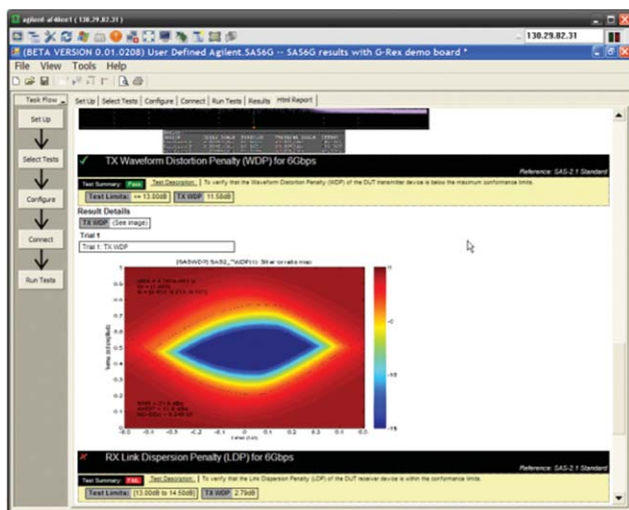 agilent-af4lice1 ( 130.29.82.31 )
130.29.82.31
(BETA VERSION 0.01.0208) User Defined Agilent.SAS6G -- SAS6G results with G-Rex demo board *
File View Tools Help
Task Flow
Set Up Select Tests Configure Connect Run Tests Results Html Report
Set Up
Select Tests
Configure
Connect
Run Tests
TX Waveform Distortion Penalty (WDP) for 6Gbps
Reference: SAS-2.1 Standard
Test Summary: Pass Test Description: To verify that the Waveform Distortion Penalty (WDP) of the DUT transmitter device is below the maximum conformance limits.
Test Limits: <= 13.00dB TX WDP 11.58dB
Result Details
TX WDP (See image)
Trial 1
Trial 1: TX WDP
RX Link Dispersion Penalty (LDP) for 6Gbps
Reference: SAS-2.1 Standard
Test Summary: FAIL Test Description: To verify that the Link Dispersion Penalty (LDP) of the DUT receiver device is within the conformance limits.
Test Limits: [13.00dB to 14.50dB] TX WDP 2.79dB